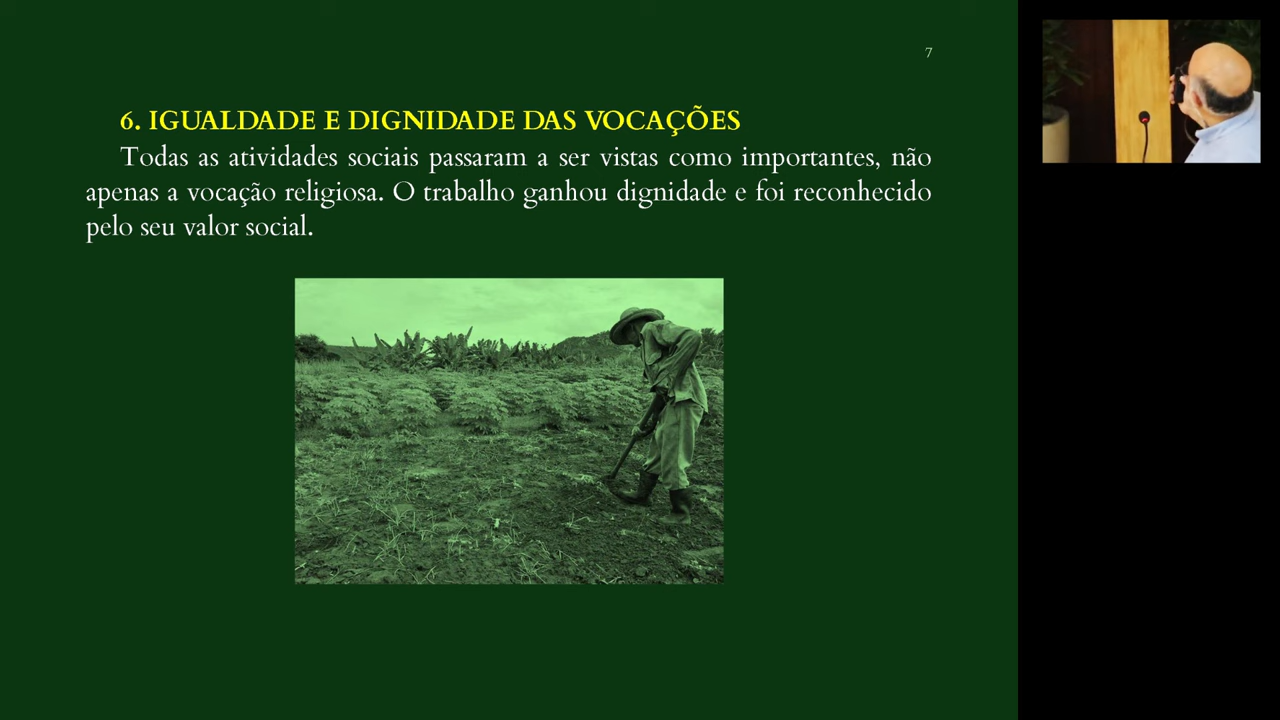 7
6. IGUALDADE E DIGNIDADE DAS VOCAÇÕES
Todas as atividades sociais passaram a ser vistas como importantes, não
apenas a vocação religiosa. O trabalho ganhou dignidade e foi reconhecido
pelo seu valor social.